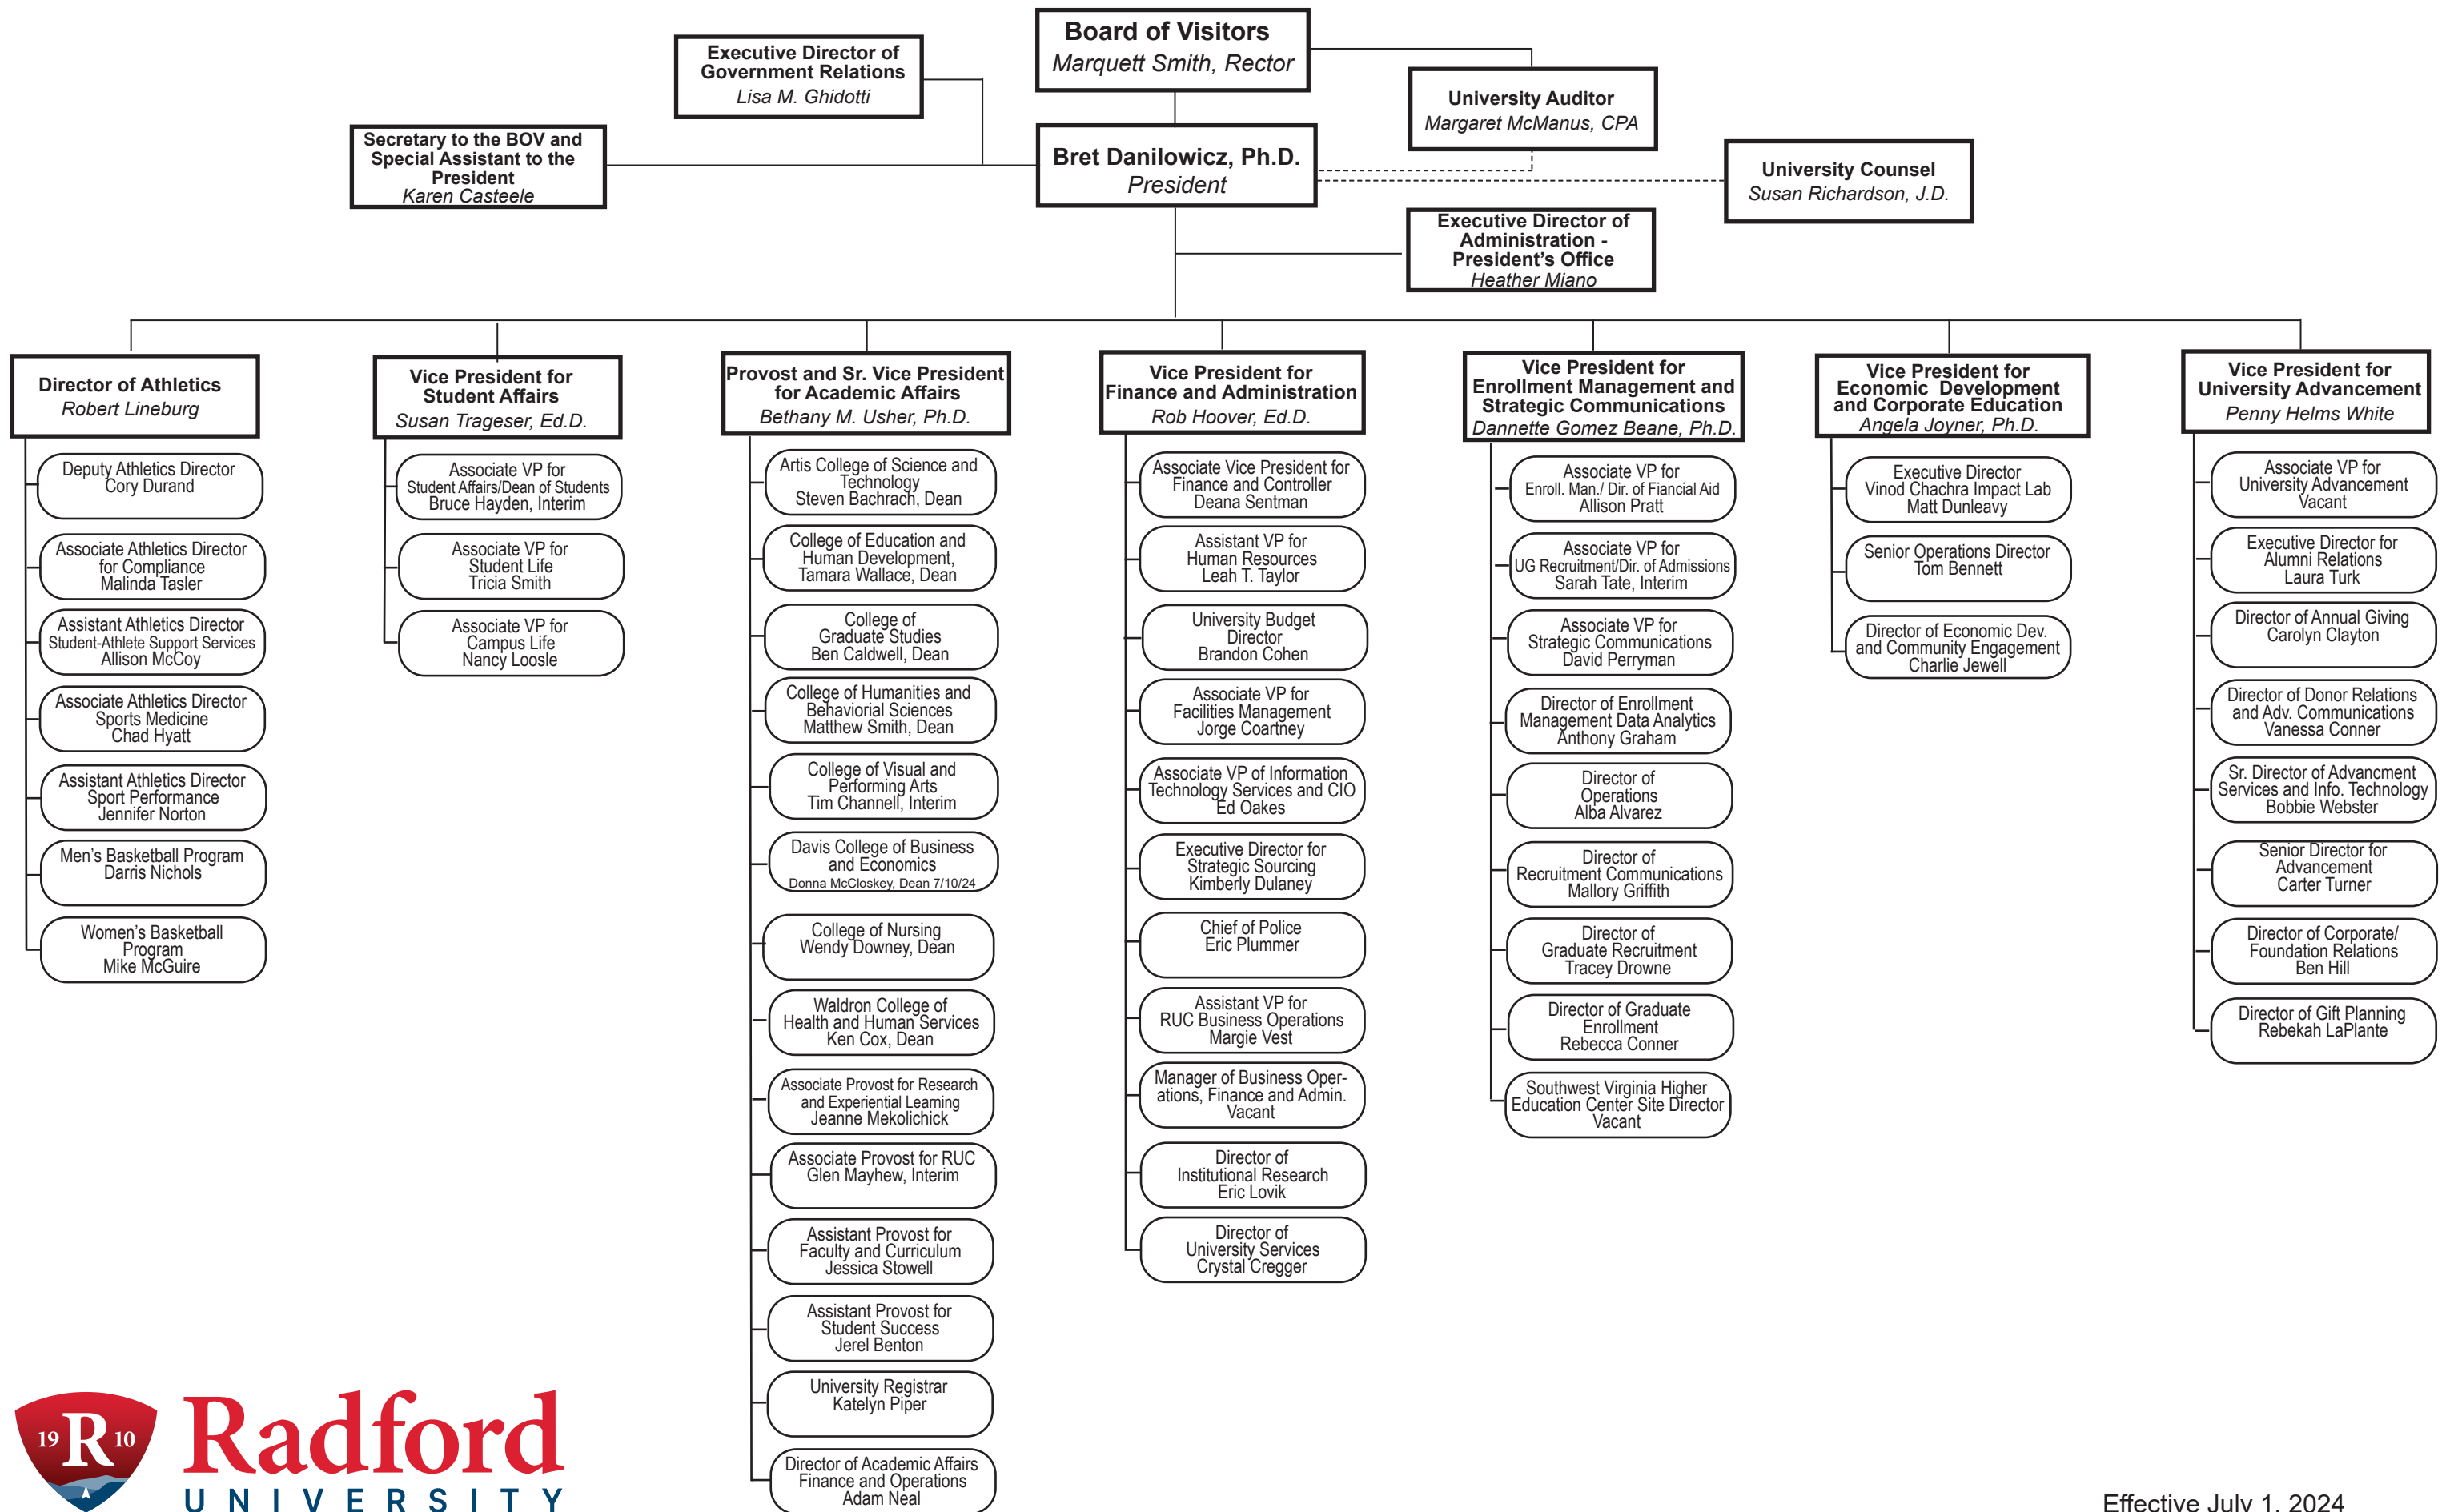 Board of Visitors
Marquett Smith, Rector
Executive Director of
Government Relations
Lisa M. Ghidotti
University Auditor
Margaret McManus, CPA
Secretary to the BOV and
Special Assistant to the
President
Karen Casteele
Bret Danilowicz, Ph.D.
President
University Counsel
Susan Richardson, J.D.
Executive Director of
Administration -
President's Office
Heather Miano
Director of Athletics
Robert Lineburg
Deputy Athletics Director
Cory Durand
Associate Athletics Director
for Compliance
Malinda Tasler
Assistant Athletics Director
Student-Athlete Support Services
Allison McCoy
Associate Athletics Director
Sports Medicine
Chad Hyatt
Assistant Athletics Director
Sport Performance
Jennifer Norton
Men's Basketball Program
Darris Nichols
Women's Basketball
Program
Mike McGuire
Vice President for
Student Affairs
Susan Trageser, Ed.D.
Associate VP for
Student Affairs/Dean of Students
Bruce Hayden, Interim
Associate VP for
Student Life
Tricia Smith
Associate VP for
Campus Life
Nancy Loosle
Provost and Sr. Vice President
for Academic Affairs
Bethany M. Usher, Ph.D.
Artis College of Science and
Technology
Steven Bachrach, Dean
College of Education and
Human Development,
Tamara Wallace, Dean
College of
Graduate Studies
Ben Caldwell, Dean
College of Humanities and
Behaviorial Sciences
Matthew Smith, Dean
College of Visual and
Performing Arts
Tim Channell, Interim
Davis College of Business
and Economics
Donna McCloskey, Dean 7/10/24
College of Nursing
Wendy Downey, Dean
Waldron College of
Health and Human Services
Ken Cox, Dean
Associate Provost for Research
and Experiential Learning
Jeanne Mekolichick
Associate Provost for RUC
Glen Mayhew, Interim
Assistant Provost for
Faculty and Curriculum
Jessica Stowell
Assistant Provost for
Student Success
Jerel Benton
University Registrar
Katelyn Piper
Director of Academic Affairs
Finance and Operations
Adam Neal
Vice President for
Finance and Administration
Rob Hoover, Ed.D.
Associate Vice President for
Finance and Controller
Deana Sentman
Assistant VP for
Human Resources
Leah T. Taylor
University Budget
Director
Brandon Cohen
Associate VP for
Facilities Management
Jorge Coartney
Associate VP of Information
Technology Services and CIO
Ed Oakes
Executive Director for
Strategic Sourcing
Kimberly Dulaney
Chief of Police
Eric Plummer
Assistant VP for
RUC Business Operations
Margie Vest
Manager of Business Oper-
ations, Finance and Admin.
Vacant
Director of
Institutional Research
Eric Lovik
Director of
University Services
Crystal Cregger
Vice President for
Enrollment Management and
Strategic Communications
Dannette Gomez Beane, Ph.D.
Associate VP for
Enroll. Man./ Dir. of Fiancial Aid
Allison Pratt
Associate VP for
UG Recruitment/Dir. of Admissions
Sarah Tate, Interim
Associate VP for
Strategic Communications
David Perryman
Director of Enrollment
Management Data Analytics
Anthony Graham
Director of
Operations
Alba Alvarez
Director of
Recruitment Communications
Mallory Griffith
Director of
Graduate Recruitment
Tracey Drowne
Director of Graduate
Enrollment
Rebecca Conner
Southwest Virginia Higher
Education Center Site Director
Vacant
Vice President for
Economic Development
and Corporate Education
Angela Joyner, Ph.D.
Executive Director
Vinod Chachra Impact Lab
Matt Dunleavy
Senior Operations Director
Tom Bennett
Director of Economic Dev.
and Community Engagement
Charlie Jewell
Vice President for
University Advancement
Penny Helms White
Associate VP for
University Advancement
Vacant
Executive Director for
Alumni Relations
Laura Turk
Director of Annual Giving
Carolyn Clayton
Director of Donor Relations
and Adv. Communications
Vanessa Conner
Sr. Director of Advancment
Services and Info. Technology
Bobbie Webster
Senior Director for
Advancement
Carter Turner
Director of Corporate/
Foundation Relations
Ben Hill
Director of Gift Planning
Rebekah LaPlante
19 R 10
Radford
UNIVERSITY
Effective July 1, 2024